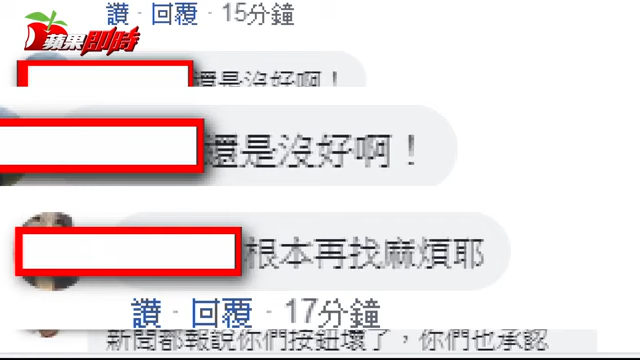 讚 · 回覆 · 15分鐘
蘋果即時
還是沒好啊！
還是沒好啊！
根本再找麻煩耶
讚 · 回覆 · 17分鐘
新聞都報說你們按鈕壞了，你們也承認